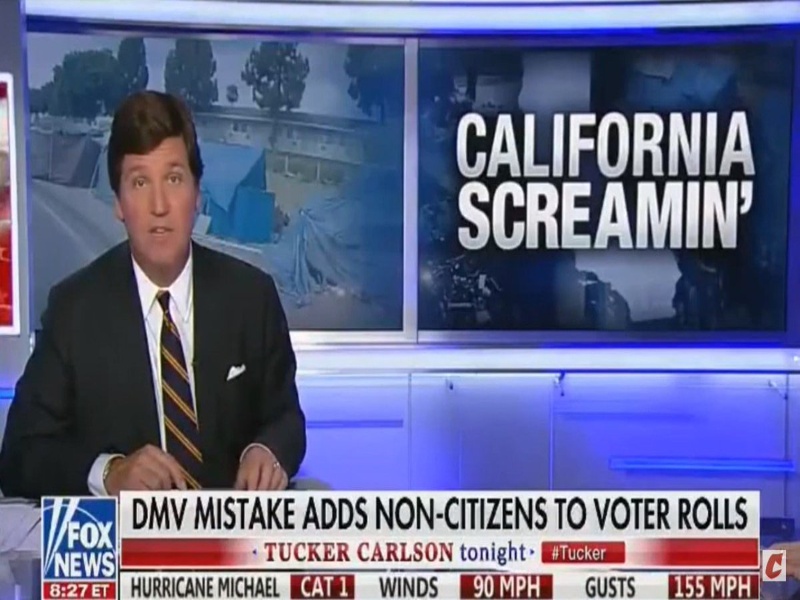 CALIFORNIA
SCREAMIN'
DMV MISTAKE ADDS NON-CITIZENS TO VOTER ROLLS
TUCKER CARLSON tonight #Tucker
FOX
NEWS
8:27 ET
HURRICANE MICHAEL CAT 1 WINDS 90 MPH GUSTS 155 MPH
C